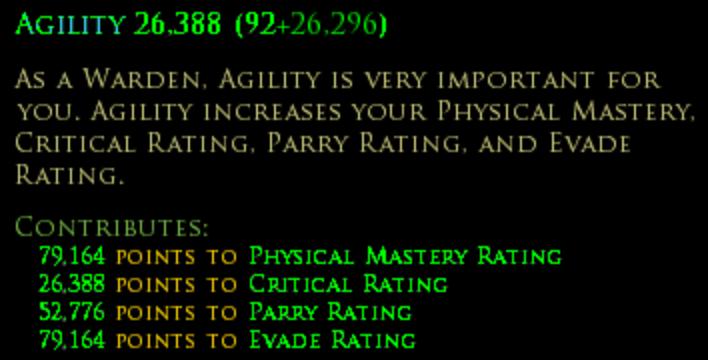 Agility 26,388 (92+26,296)
As a Warden, Agility is very important for
you. Agility increases your Physical Mastery,
Critical Rating, Parry Rating, and Evade
Rating.
Contributes:
79,164 points to Physical Mastery Rating
26,388 points to Critical Rating
52,776 points to Parry Rating
79,164 points to Evade Rating